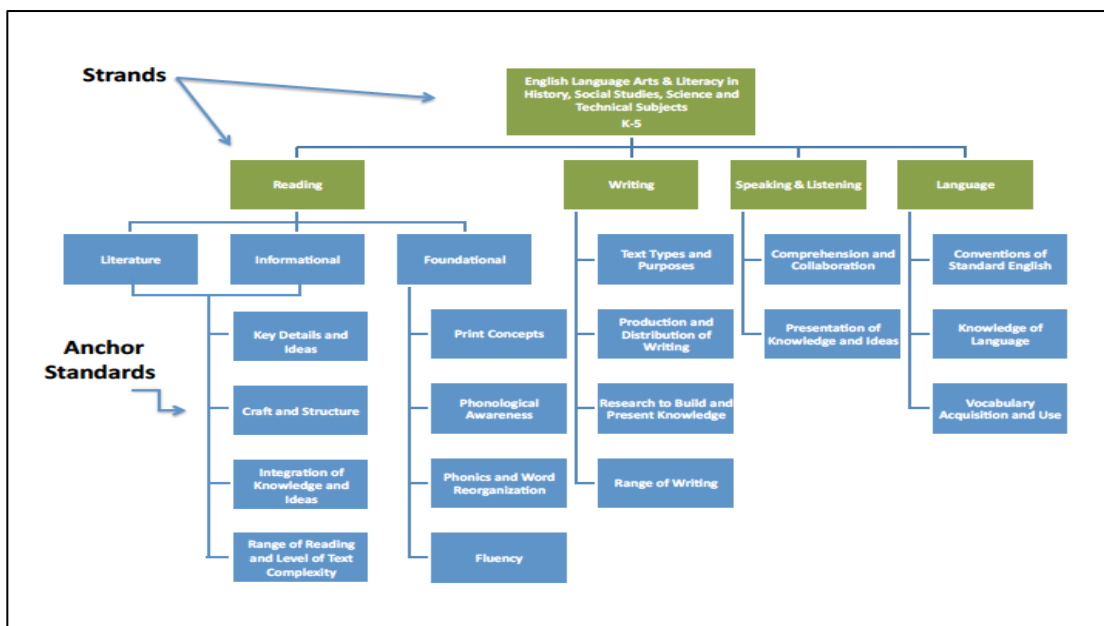 Strands
English Language Arts & Literacy in
History, Social Studies, Science and
Technical Subjects
K-5
Reading
Writing
Speaking & Listening
Language
Literature
Informational
Foundational
Text Types and
Purposes
Comprehension and
Collaboration
Conventions of
Standard English
Key Details and
Ideas
Print Concepts
Production and
Distribution of
Writing
Presentation of
Knowledge and Ideas
Knowledge of
Language
Anchor
Standards
Craft and Structure
Phonological
Awareness
Research to Build and
Present Knowledge
Vocabulary
Acquisition and Use
Integration of
Knowledge and
Ideas
Phonics and Word
Reorganization
Range of Writing
Range of Reading
and Level of Text
Complexity
Fluency